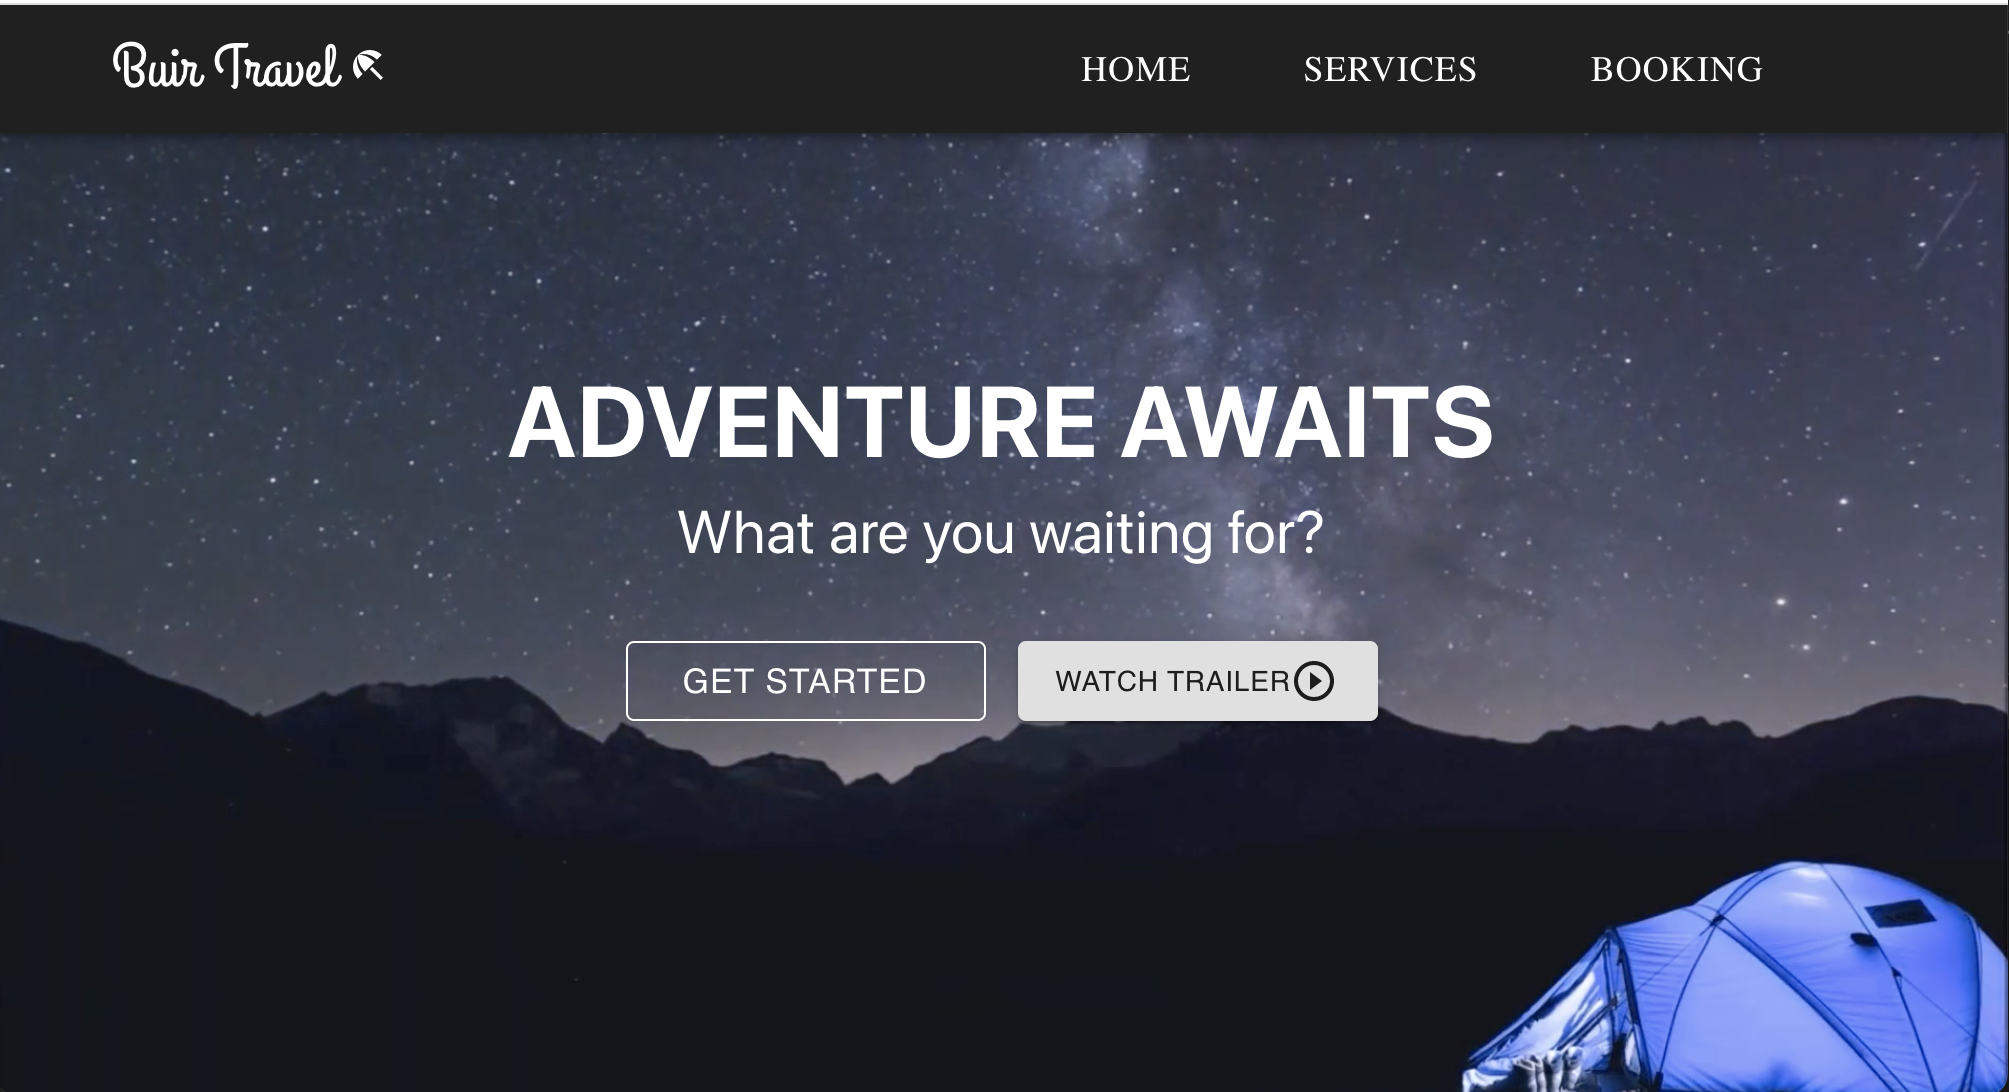 Buir Travel
HOME SERVICES BOOKING
ADVENTURE AWAITS
What are you waiting for?
GET STARTED
WATCH TRAILER